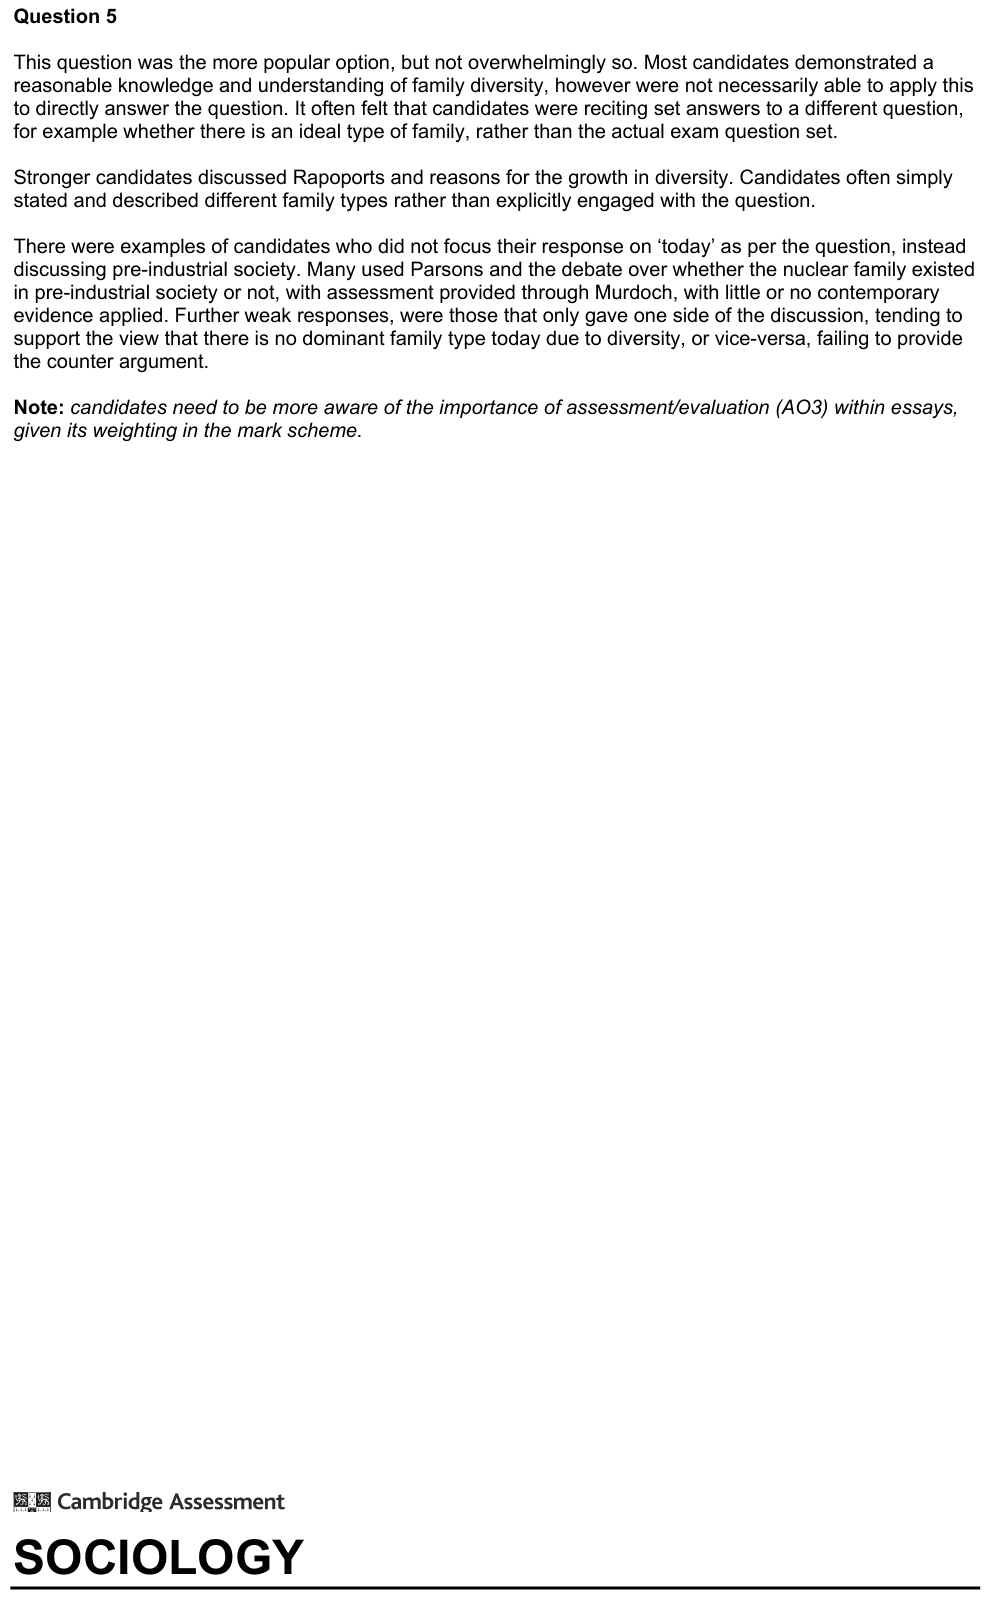 Question 5
This question was the more popular option, but not overwhelmingly so. Most candidates demonstrated a
reasonable knowledge and understanding of family diversity, however were not necessarily able to apply this
to directly answer the question. It often felt that candidates were reciting set answers to a different question,
for example whether there is an ideal type of family, rather than the actual exam question set.
Stronger candidates discussed Rapoports and reasons for the growth in diversity. Candidates often simply
stated and described different family types rather than explicitly engaged with the question.
There were examples of candidates who did not focus their response on ‘today’ as per the question, instead
discussing pre-industrial society. Many used Parsons and the debate over whether the nuclear family existed
in pre-industrial society or not, with assessment provided through Murdoch, with little or no contemporary
evidence applied. Further weak responses, were those that only gave one side of the discussion, tending to
support the view that there is no dominant family type today due to diversity, or vice-versa, failing to provide
the counter argument.
Note: candidates need to be more aware of the importance of assessment/evaluation (AO3) within essays,
given its weighting in the mark scheme.
Cambridge Assessment
SOCIOLOGY